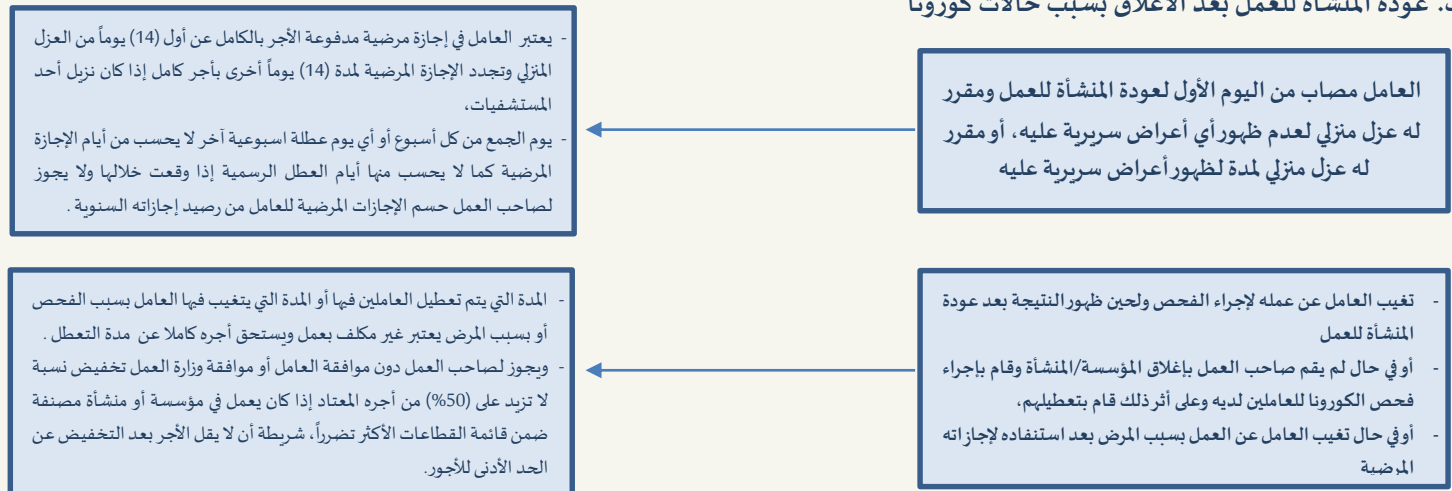 . عودة المنشأة للعمل بعد الاغلاق بسبب حالات كورونا
العامل مصاب من اليوم الأول لعودة المنشأة للعمل ومقرر
له عزل منزلي لعدم ظهور أي أعراض سريرية عليه، أو مقرر
له عزل منزلي لمدة لظهور أعراض سريرية عليه
- يعتبر العامل في إجازة مرضية مدفوعة الأجر بالكامل عن أول (14) يوماً من العزل
المنزلي وتجدد الإجازة المرضية لمدة (14) يوماً أخرى بأجر كامل إذا كان نزيل أحد
المستشفيات،
- يوم الجمع من كل أسبوع أو أي يوم عطلة اسبوعية آخر لا يحسب من أيام الإجازة
المرضية كما لا يحسب منها أيام العطل الرسمية إذا وقعت خلالها ولا يجوز
لصاحب العمل حسم الإجازات المرضية للعامل من رصيد إجازاته السنوية .
- تغيب العامل عن عمله لإجراء الفحص ولحين ظهور النتيجة بعد عودة
المنشأة للعمل
- أو في حال لم يقم صاحب العمل بإغلاق المؤسسة/المنشأة وقام بإجراء
فحص الكورونا للعاملين لديه وعلى أثر ذلك قام بتعطيلهم،
- أو في حال تغيب العامل عن العمل بسبب المرض بعد استنفاده لإجازاته
المرضية
- المدة التي يتم تعطيل العاملين فيها أو المدة التي يتغيب فيها العامل بسبب الفحص
أو بسبب المرض يعتبر غير مكلف بعمل ويستحق أجره كاملا عن مدة التعطل .
- ويجوز لصاحب العمل دون موافقة العامل أو موافقة وزارة العمل تخفيض نسبة
لا تزيد على (50%) من أجره المعتاد إذا كان يعمل في مؤسسة أو منشأة مصنفة
ضمن قائمة القطاعات الأكثر تضرراً، شريطة أن لا يقل الأجر بعد التخفيض عن
الحد الأدنى للأجور.